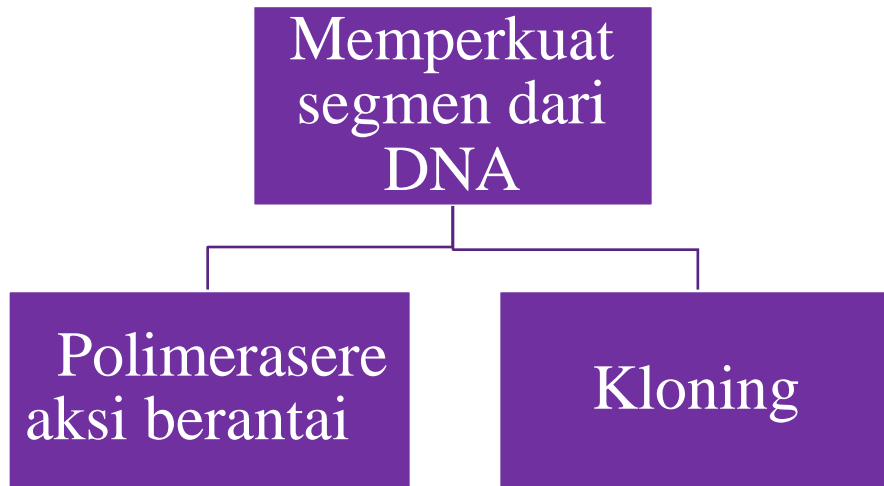 Memperkuat
segmen dari
DNA
Polimerasere
aksi berantai
Kloning